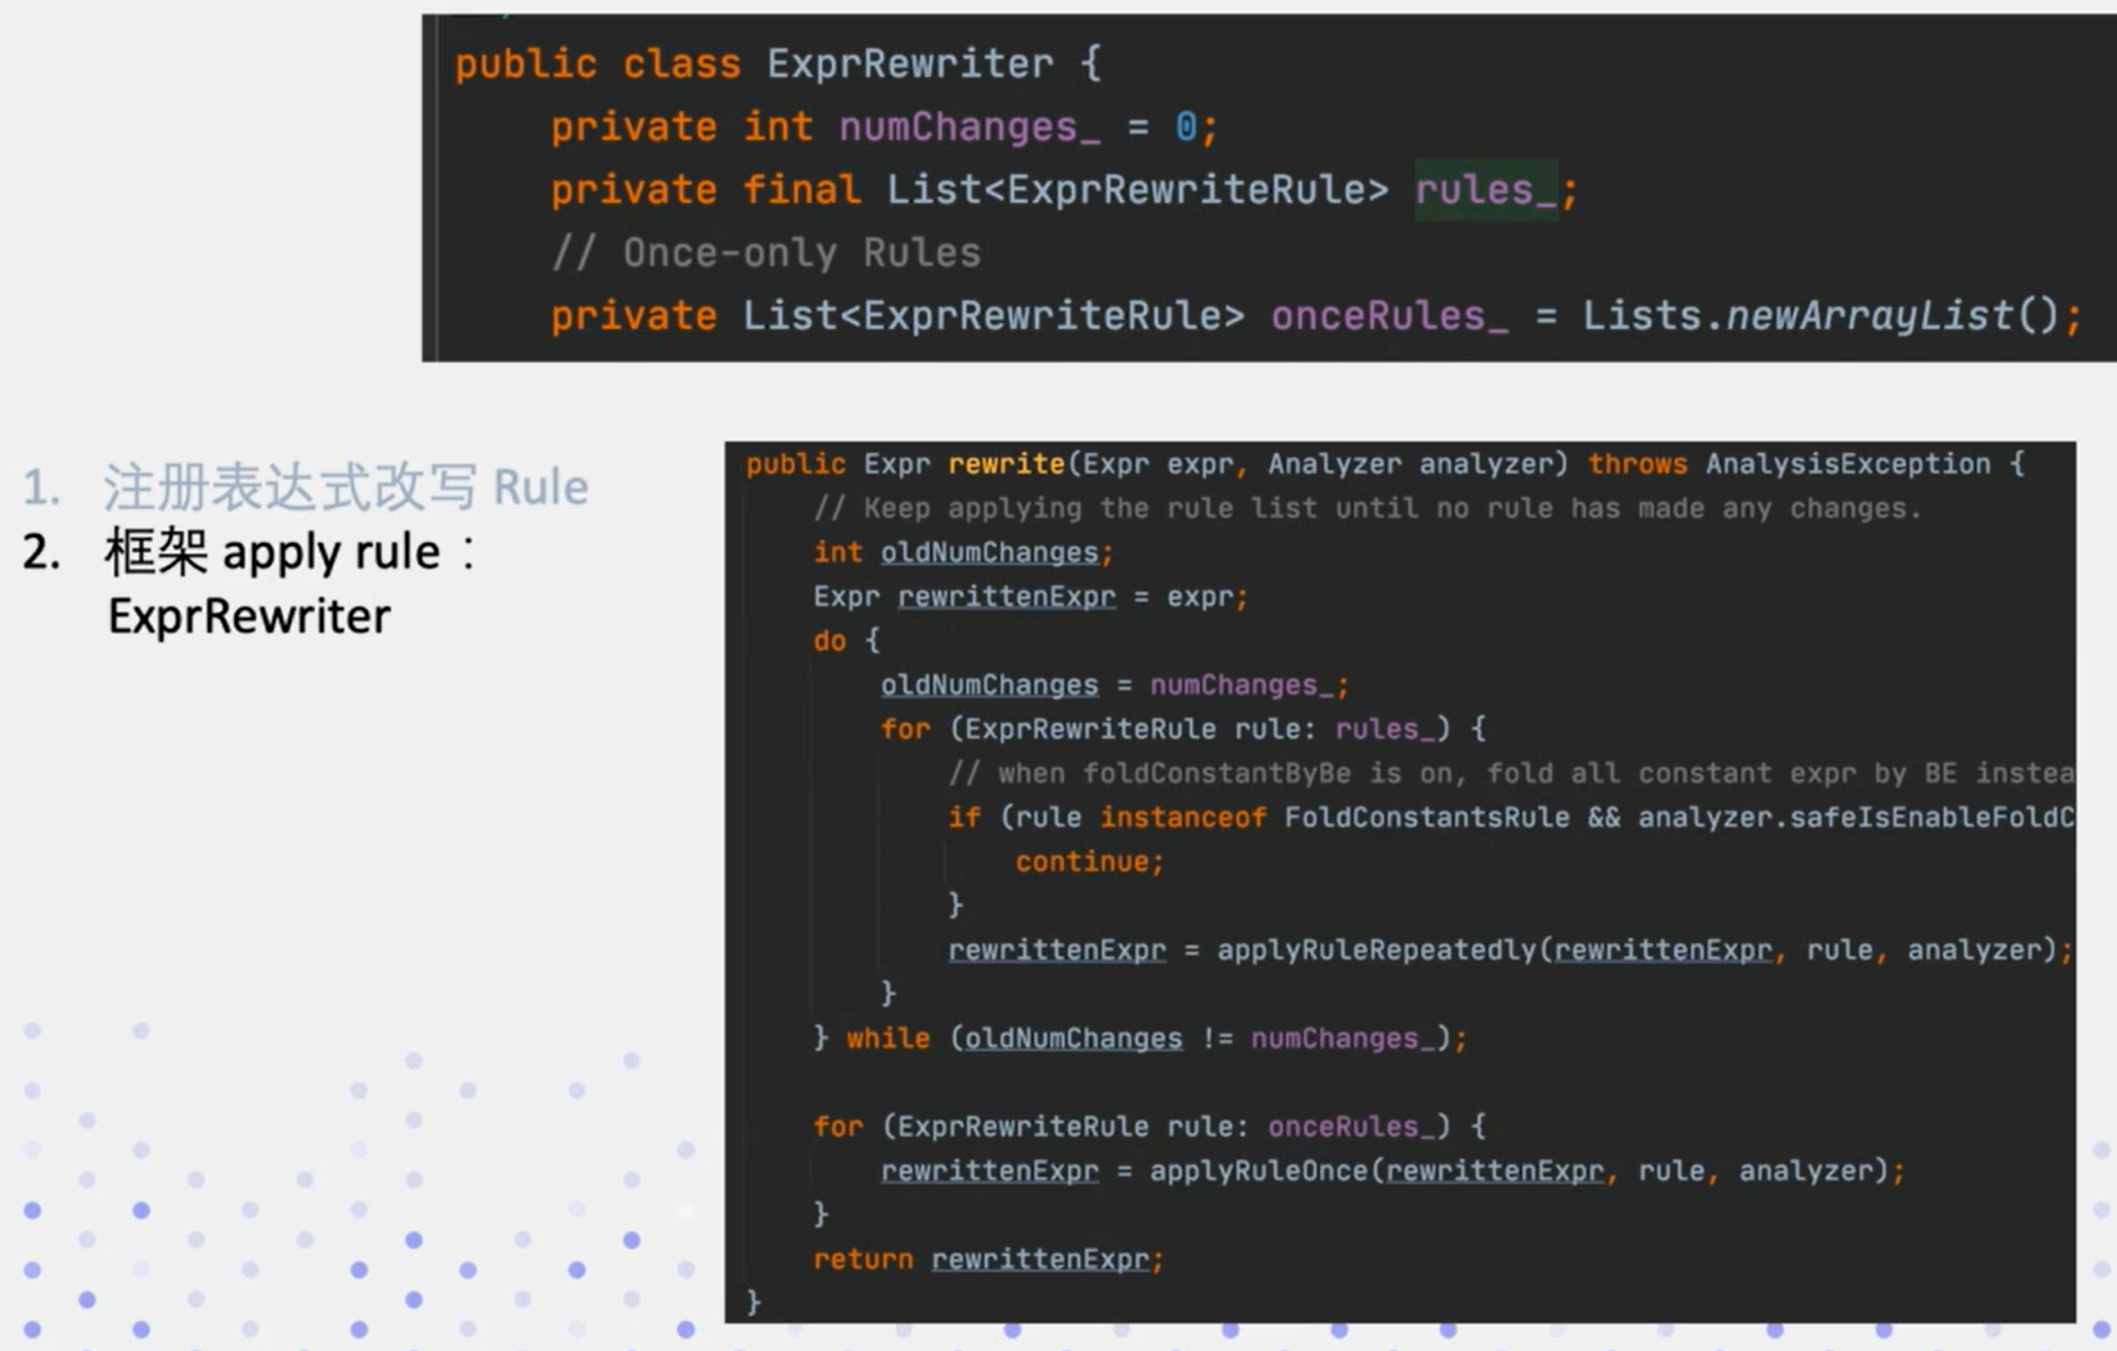 public class ExprRewriter {
private int numChanges_ = 0;
private final List<ExprRewriteRule> rules_;
// Once-only Rules
private List<ExprRewriteRule> onceRules_ = Lists.newArrayList();
1. 注册表达式改写 Rule
2. 框架 apply rule：
ExprRewriter
public Expr rewrite(Expr expr, Analyzer analyzer) throws AnalysisException {
// Keep applying the rule list until no rule has made any changes.
int oldNumChanges;
Expr rewrittenExpr = expr;
do {
oldNumChanges = numChanges_;
for (ExprRewriteRule rule: rules_) {
// when foldConstantByBe is on, fold all constant expr by BE instea
if (rule instanceof FoldConstantsRule && analyzer.safeIsEnableFoldC
continue;
}
rewrittenExpr = applyRuleRepeatedly(rewrittenExpr, rule, analyzer);
}
} while (oldNumChanges != numChanges_);
for (ExprRewriteRule rule: onceRules_) {
rewrittenExpr = applyRuleOnce(rewrittenExpr, rule, analyzer);
}
return rewrittenExpr;
}